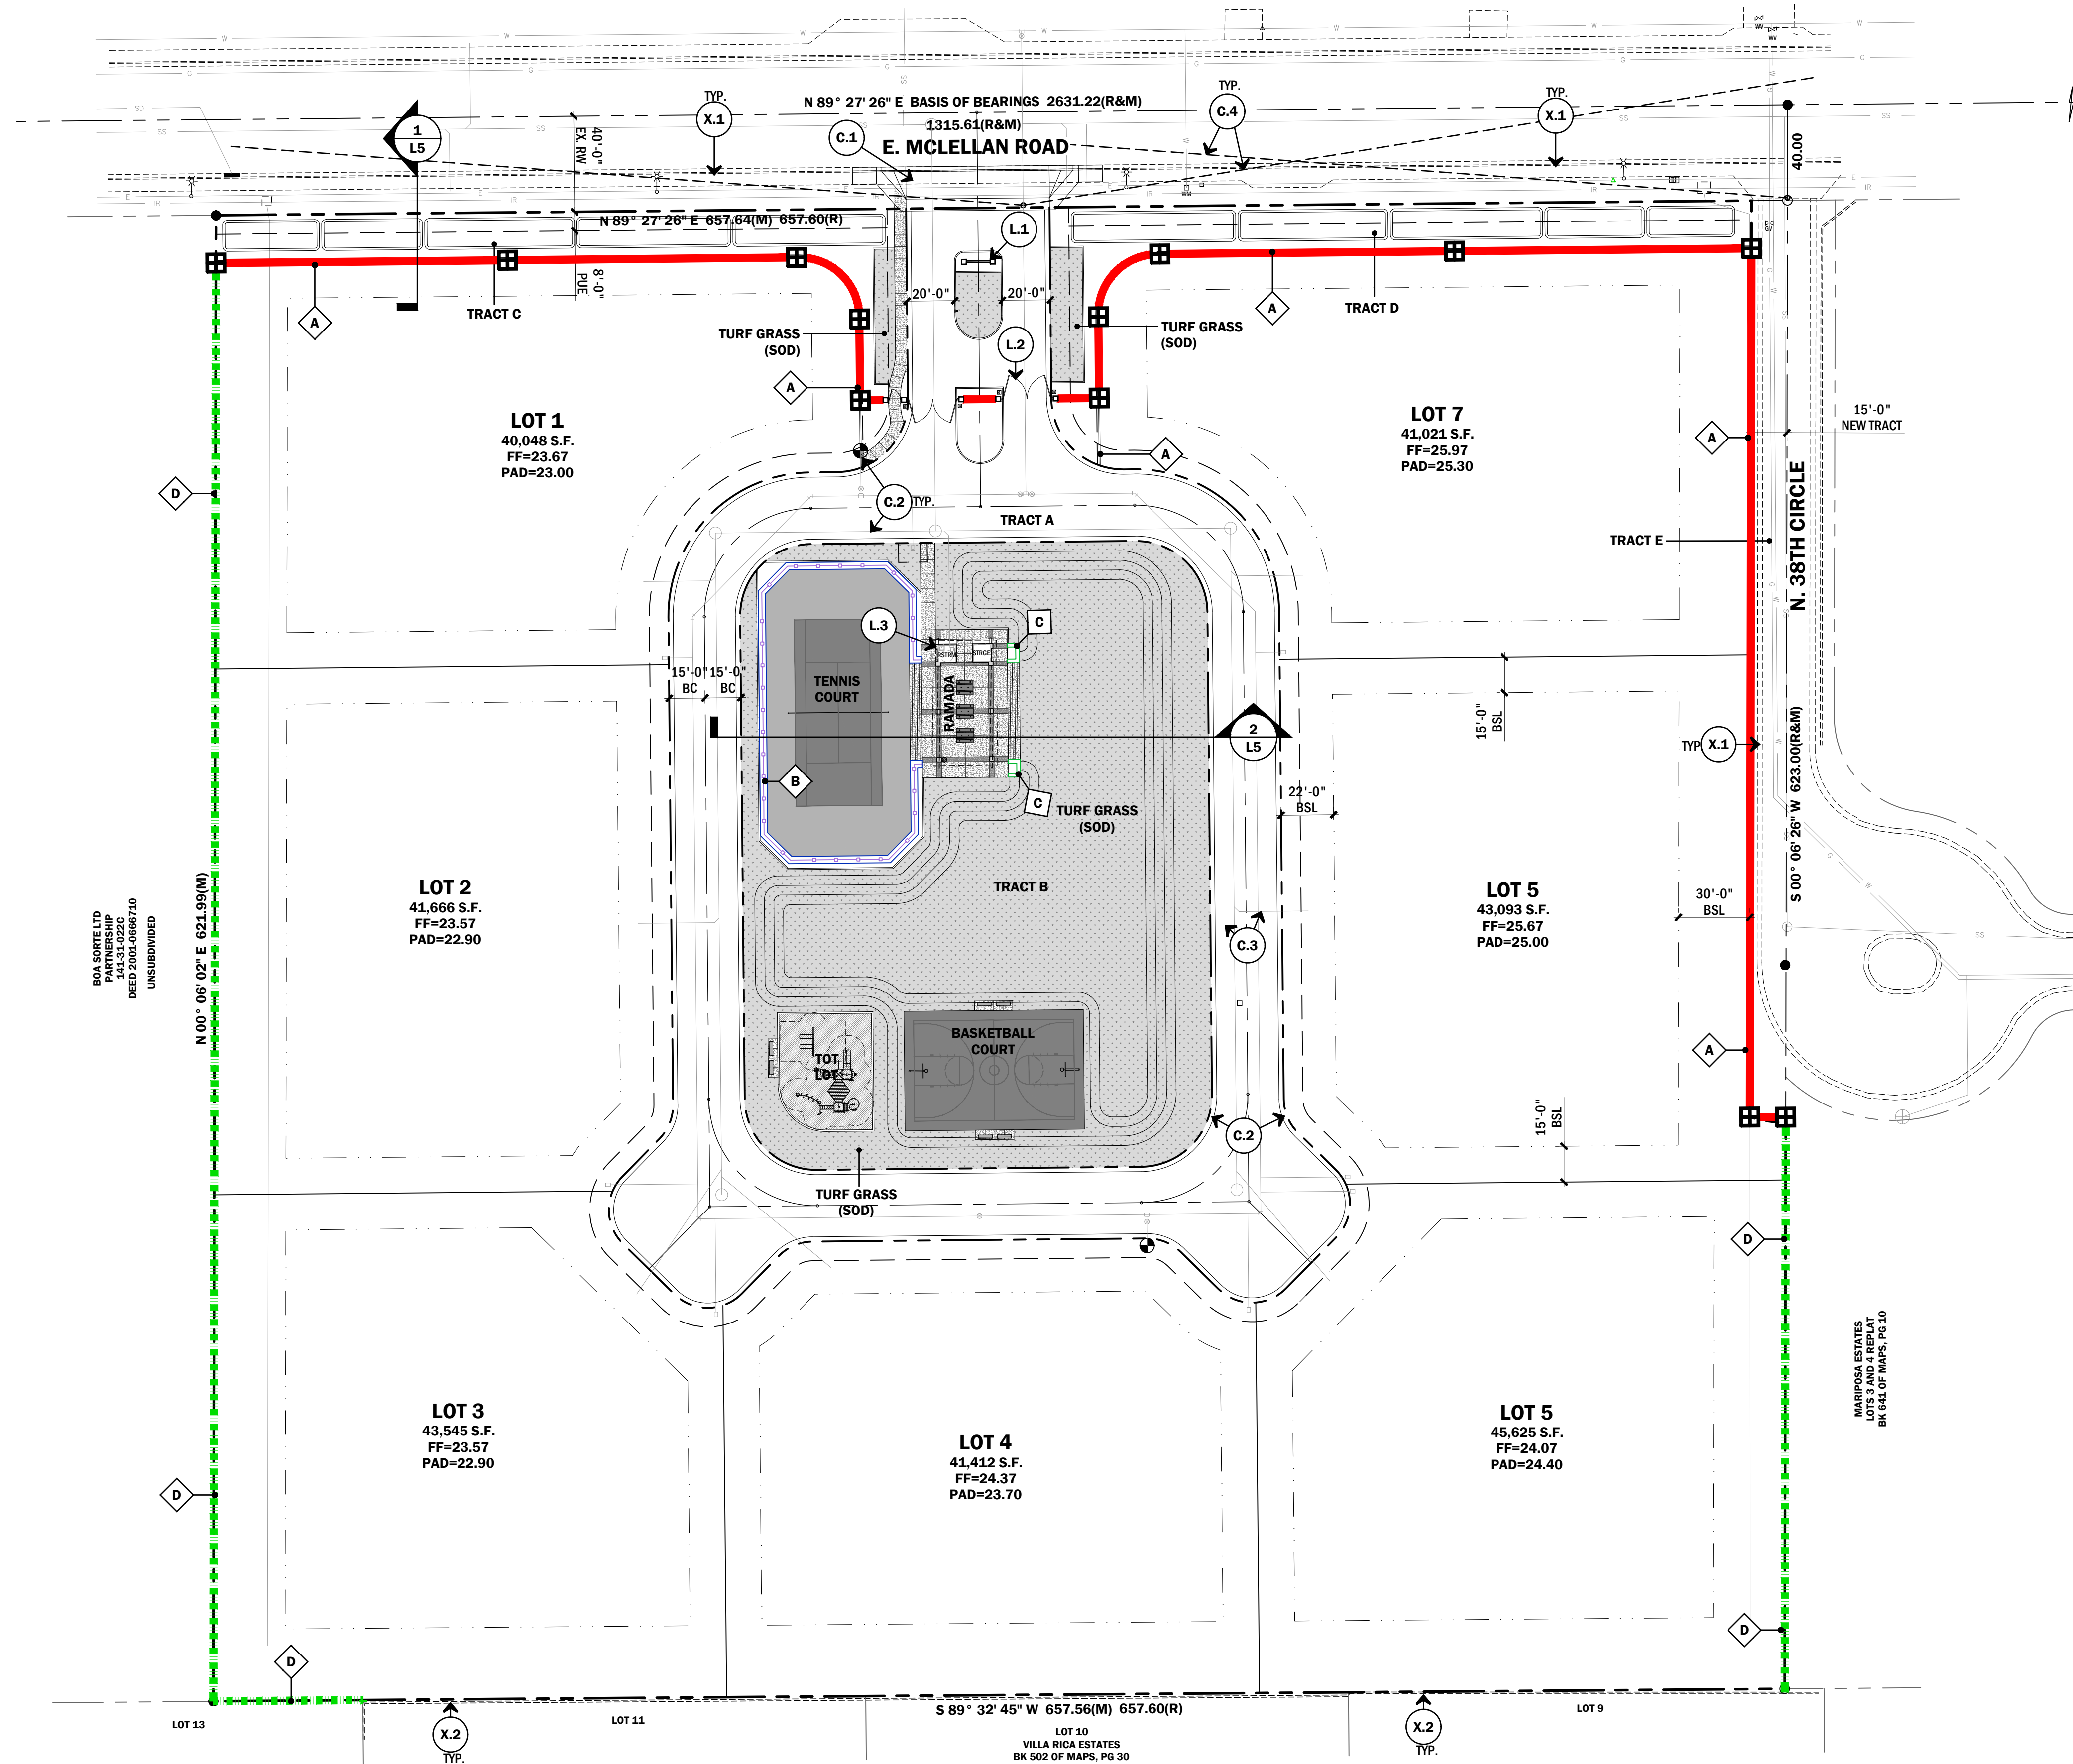 TYP.
X.1
N 89° 27' 26" E BASIS OF BEARINGS 2631.22(R&M)
1315.61(R&M)
E. MCLELLAN ROAD
C.1
TYP.
C.4
TYP.
X.1
1
L5
40'-0"
EX. RW
8'-0"
PUE
40.00
N 89° 27' 26" E 657.64(M) 657.60(R)
L.1
20'-0"
20'-0"
A
TRACT C
TURF GRASS
(SOD)
L.2
TURF GRASS
(SOD)
A
TRACT D
A
LOT 1
40,048 S.F.
FF=23.67
PAD=23.00
LOT 7
41,021 S.F.
FF=25.97
PAD=25.30
A
A
15'-0"
NEW TRACT
D
C.2
TYP.
TRACT A
TRACT E
N. 38TH CIRCLE
L.3
C
RSTRM
STRGE
15'-0"
BC
15'-0"
BC
TENNIS
COURT
RAMADA
2
L5
15'-0"
BSL
TYP
X.1
S 00° 06' 26" W 623.00(R&M)
B
C
TURF GRASS
(SOD)
22'-0"
BSL
LOT 2
41,666 S.F.
FF=23.57
PAD=22.90
TRACT B
LOT 5
43,093 S.F.
FF=25.67
PAD=25.00
30'-0"
BSL
BOA SORTE LTD
PARTNERSHIP
141-31-022C
DEED 2001-0666710
UNSUBDIVIDED
N 00° 06' 02" E 621.99(M)
C.3
TOT
LOT
BASKETBALL
COURT
A
C.2
15'-0"
BSL
TURF GRASS
(SOD)
D
LOT 3
43,545 S.F.
FF=23.57
PAD=22.90
LOT 4
41,412 S.F.
FF=24.37
PAD=23.70
LOT 5
45,625 S.F.
FF=24.07
PAD=24.40
MARIPOSA ESTATES
LOTS 3 AND 4 REPLAT
BK 641 OF MAPS, PG 10
D
D
D
LOT 13
X.2
TYP.
LOT 11
S 89° 32' 45" W 657.56(M) 657.60(R)
LOT 10
VILLA RICA ESTATES
BK 502 OF MAPS, PG 30
X.2
TYP.
LOT 9